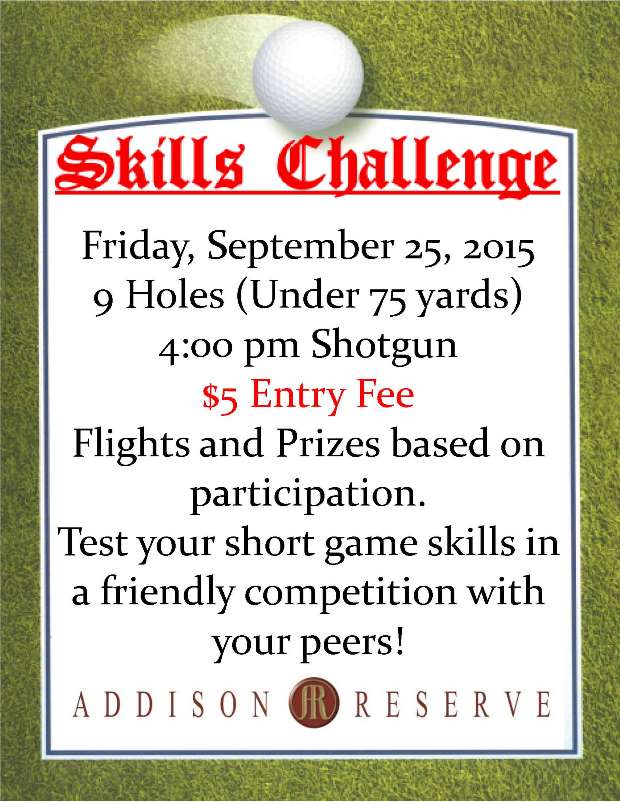 Skills Challenge
Friday, September 25, 2015
9 Holes (Under 75 yards)
4:00 pm Shotgun
$5 Entry Fee
Flights and Prizes based on
participation.
Test your short game skills in
a friendly competition with
your peers!
ADDISON AR RESERVE